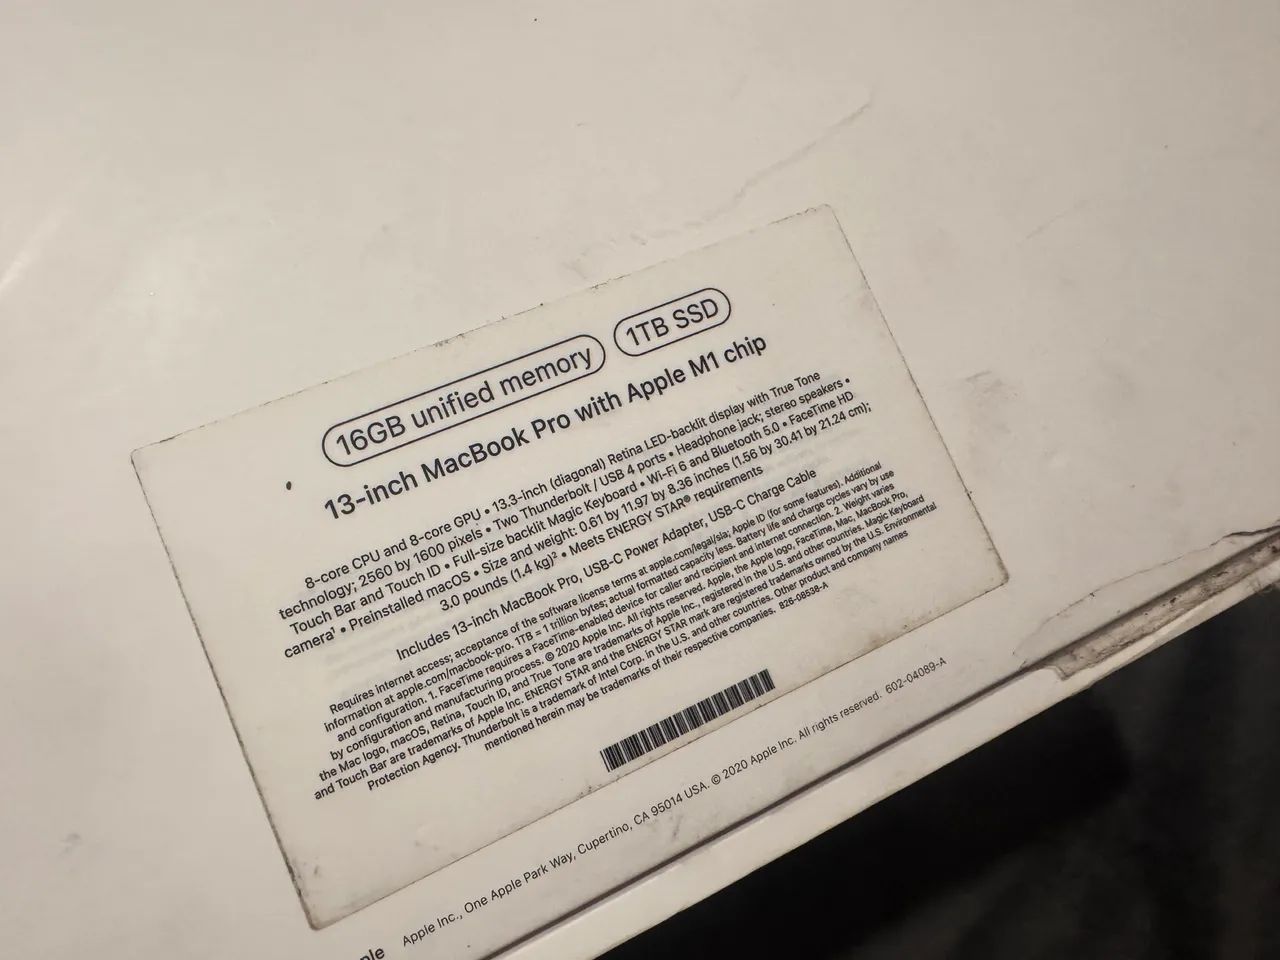 16GB unified memory 1TB SSD
13-inch MacBook Pro with Apple M1 chip
8-core CPU and 8-core GPU • 13.3-inch (diagonal) Retina LED-backlit display with True Tone
technology; 2560 by 1600 pixels • Two Thunderbolt / USB 4 ports • Headphone jack; stereo speakers •
Touch Bar and Touch ID • Full-size backlit Magic Keyboard • Wi-Fi 6 and Bluetooth 5.0 • FaceTime HD
camera¹ • Preinstalled macOS • Size and weight: 0.61 by 11.97 by 8.36 inches (1.56 by 30.41 by 21.24 cm);
3.0 pounds (1.4 kg)² • Meets ENERGY STAR® requirements
Includes 13-inch MacBook Pro, USB-C Power Adapter, USB-C Charge Cable
Requires internet access; acceptance of the software license terms at apple.com/legal/sla; Apple ID (for some features). Additional
information at apple.com/macbook-pro. 1TB = 1 trillion bytes; actual formatted capacity less. Battery life and charge cycles vary by use
and configuration. 1. FaceTime requires a FaceTime-enabled device for caller and recipient and internet connection. 2. Weight varies
by configuration and manufacturing process. © 2020 Apple Inc. All rights reserved. Apple, the Apple logo, FaceTime, Mac, MacBook Pro,
the Mac logo, macOS, Retina, Touch ID, and True Tone are trademarks of Apple Inc., registered in the U.S. and other countries. Magic Keyboard
and Touch Bar are trademarks of Apple Inc. ENERGY STAR and the ENERGY STAR mark are registered trademarks owned by the U.S. Environmental
Protection Agency. Thunderbolt is a trademark of Intel Corp. in the U.S. and other countries. Other product and company names
mentioned herein may be trademarks of their respective companies. 826-08538-A
Apple Inc., One Apple Park Way, Cupertino, CA 95014 USA. © 2020 Apple Inc. All rights reserved. 602-04089-A